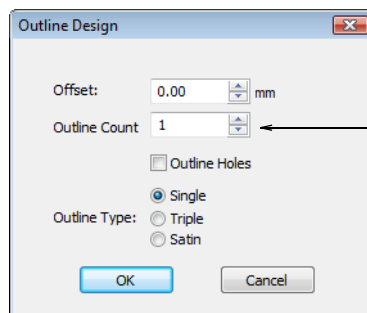 Outline Design
Offset: 0.00 mm
Outline Count 1
Outline Holes
Single
Outline Type: Triple
Satin
OK Cancel